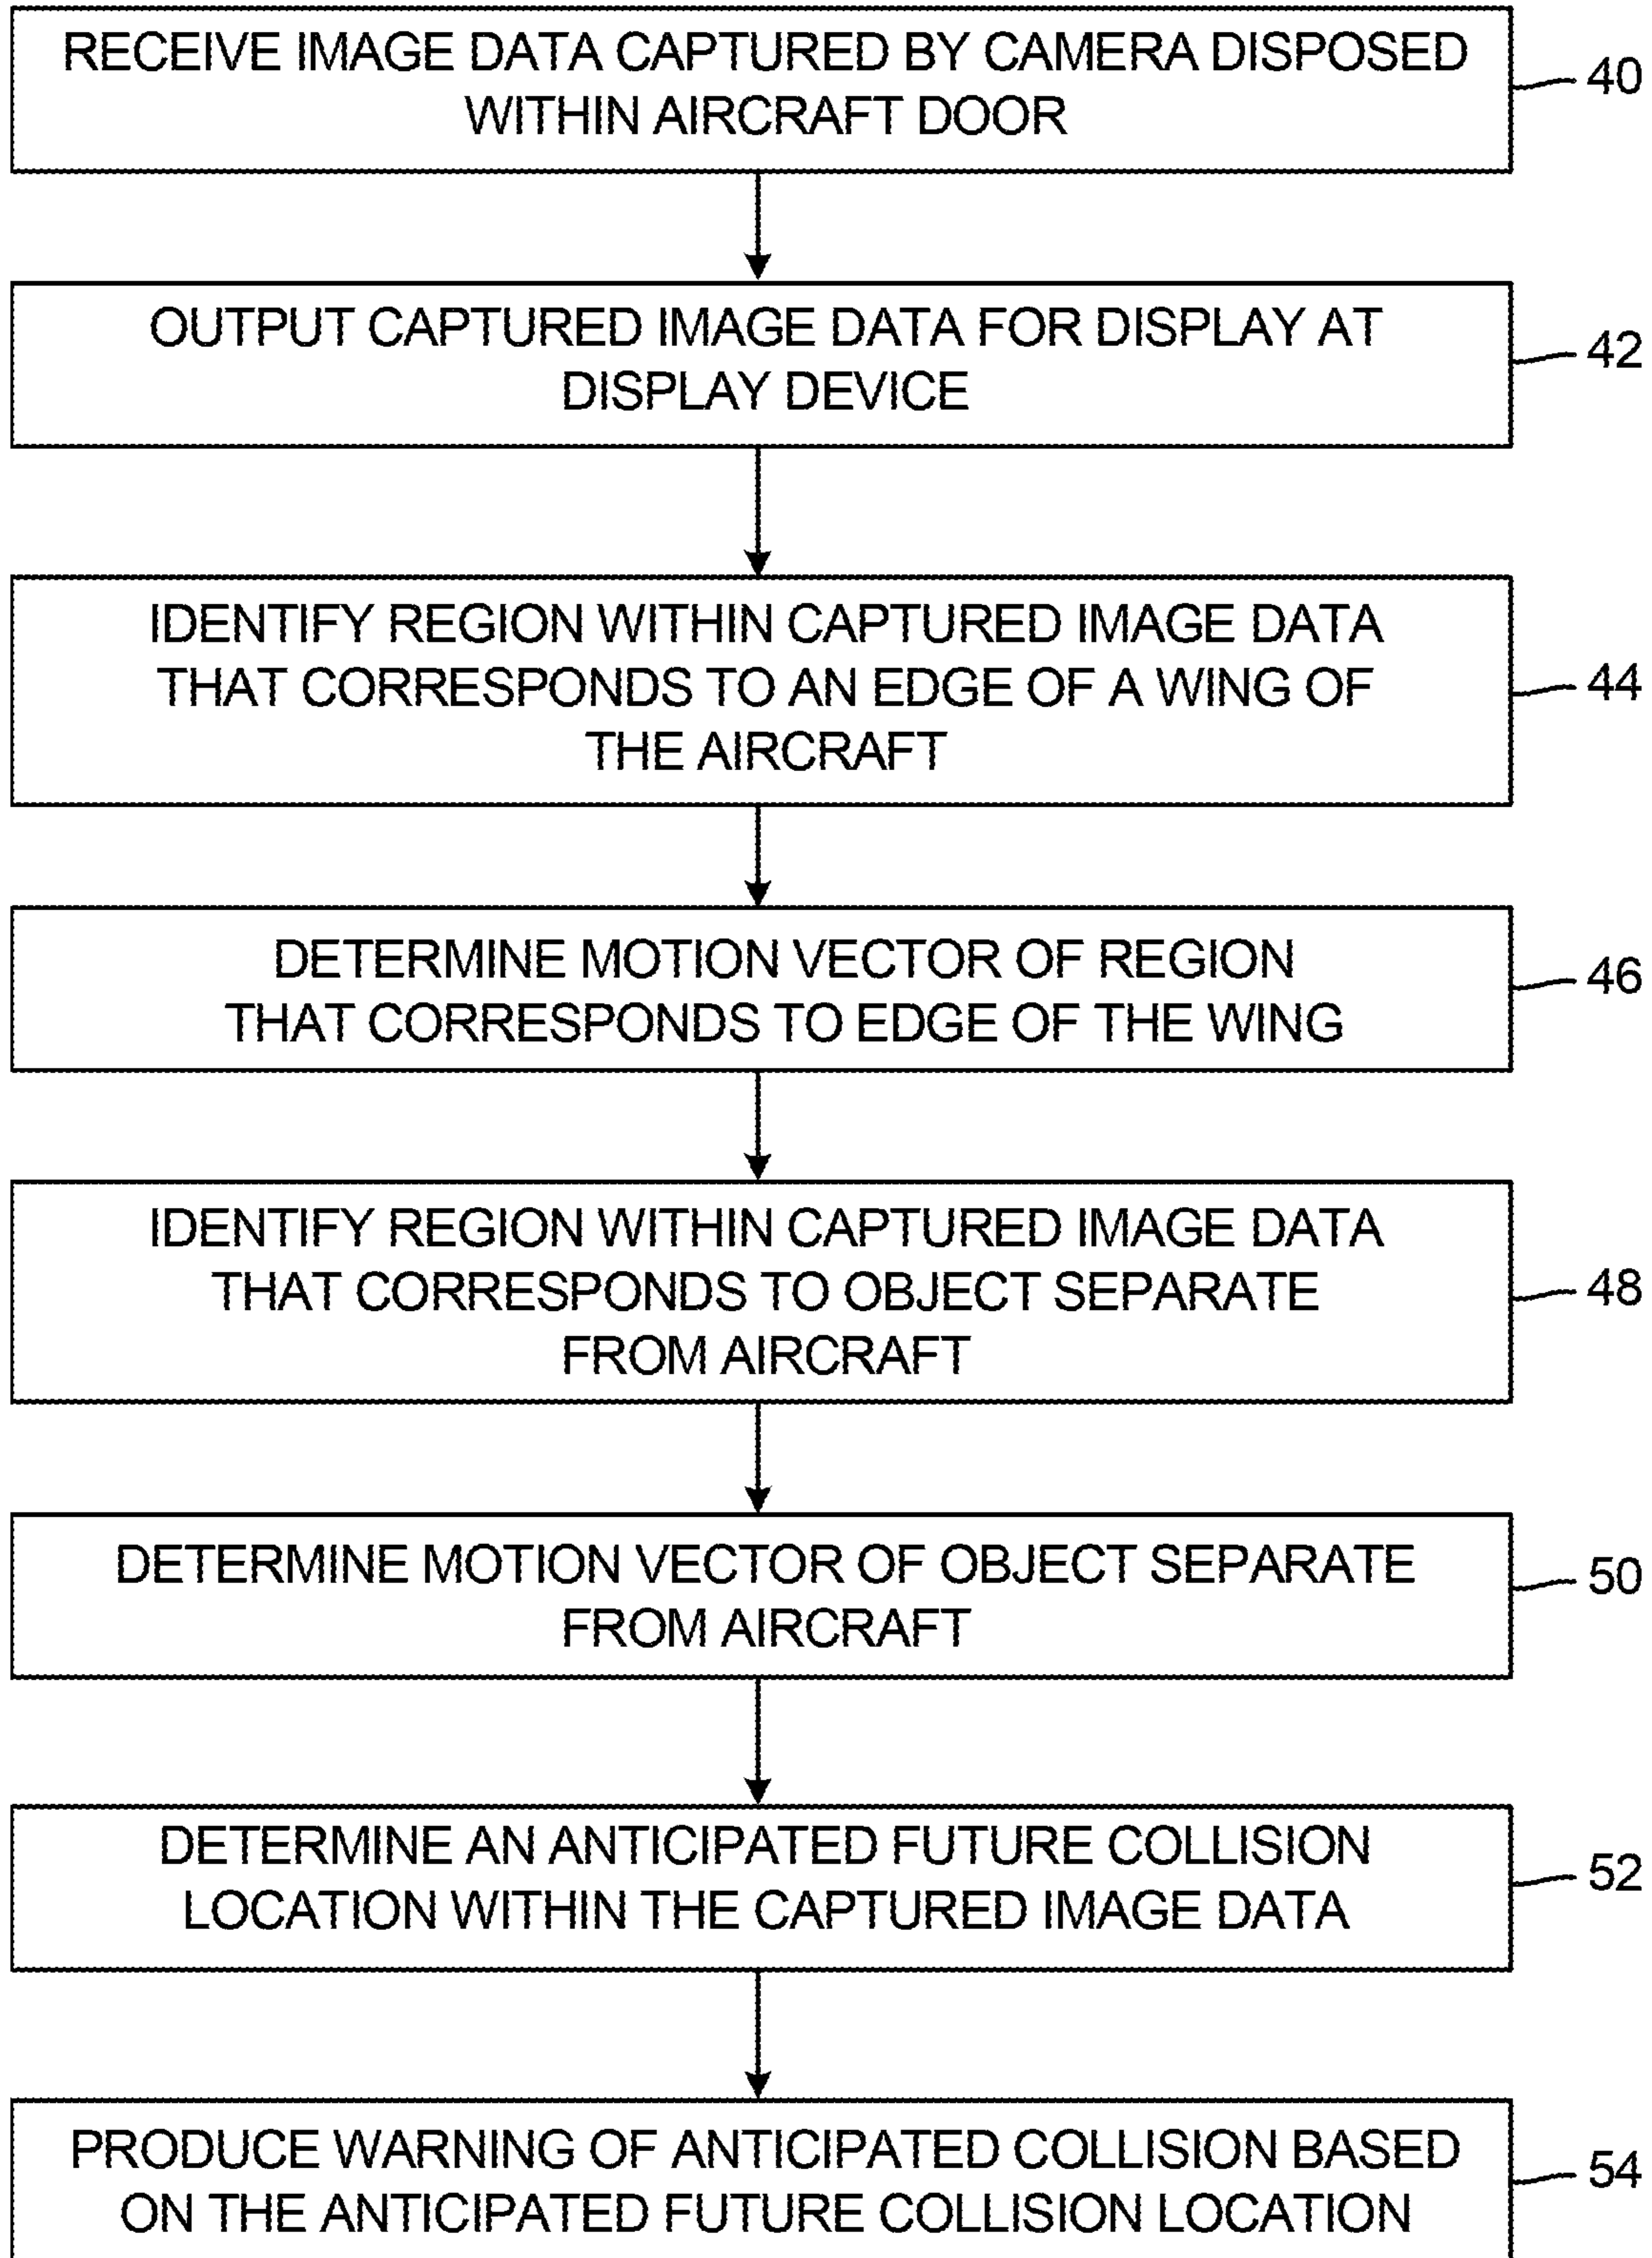 RECEIVE IMAGE DATA CAPTURED BY CAMERA DISPOSED
WITHIN AIRCRAFT DOOR
40
OUTPUT CAPTURED IMAGE DATA FOR DISPLAY AT
DISPLAY DEVICE
42
IDENTIFY REGION WITHIN CAPTURED IMAGE DATA
THAT CORRESPONDS TO AN EDGE OF A WING OF
THE AIRCRAFT
44
DETERMINE MOTION VECTOR OF REGION
THAT CORRESPONDS TO EDGE OF THE WING
46
IDENTIFY REGION WITHIN CAPTURED IMAGE DATA
THAT CORRESPONDS TO OBJECT SEPARATE
FROM AIRCRAFT
48
DETERMINE MOTION VECTOR OF OBJECT SEPARATE
FROM AIRCRAFT
50
DETERMINE AN ANTICIPATED FUTURE COLLISION
LOCATION WITHIN THE CAPTURED IMAGE DATA
52
PRODUCE WARNING OF ANTICIPATED COLLISION BASED
ON THE ANTICIPATED FUTURE COLLISION LOCATION
54